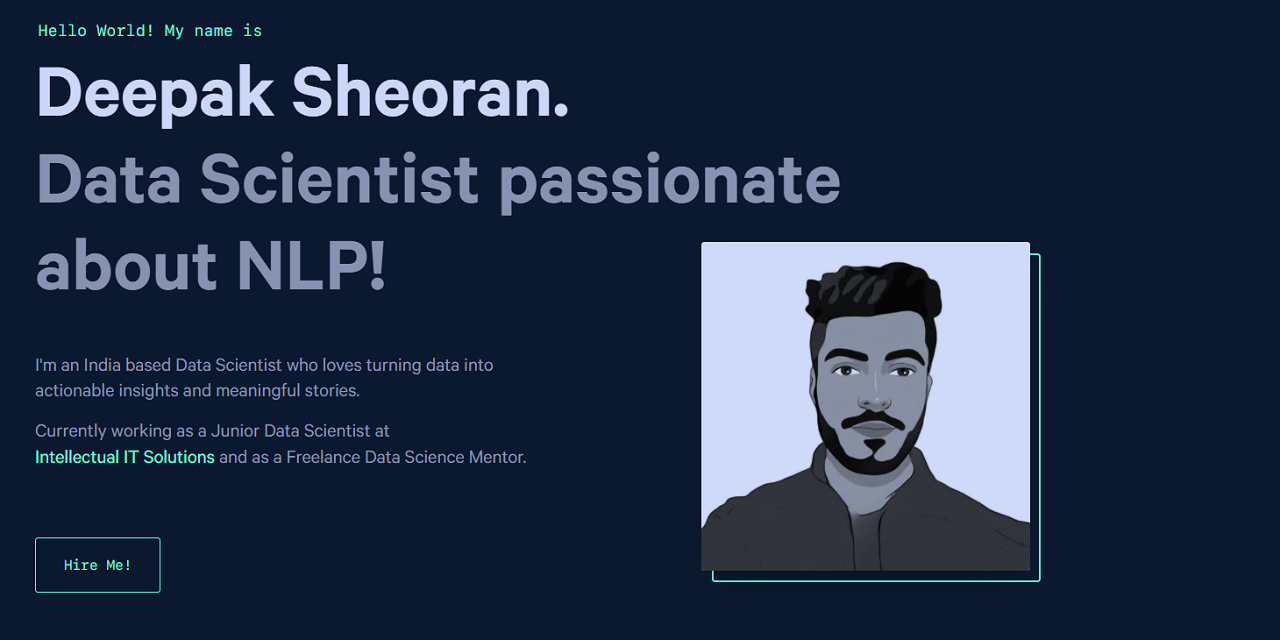 Hello World! My name is
Deepak Sheoran.
Data Scientist passionate
about NLP!
I'm an India based Data Scientist who loves turning data into
actionable insights and meaningful stories.
Currently working as a Junior Data Scientist at
Intellectual IT Solutions and as a Freelance Data Science Mentor.
Hire Me!